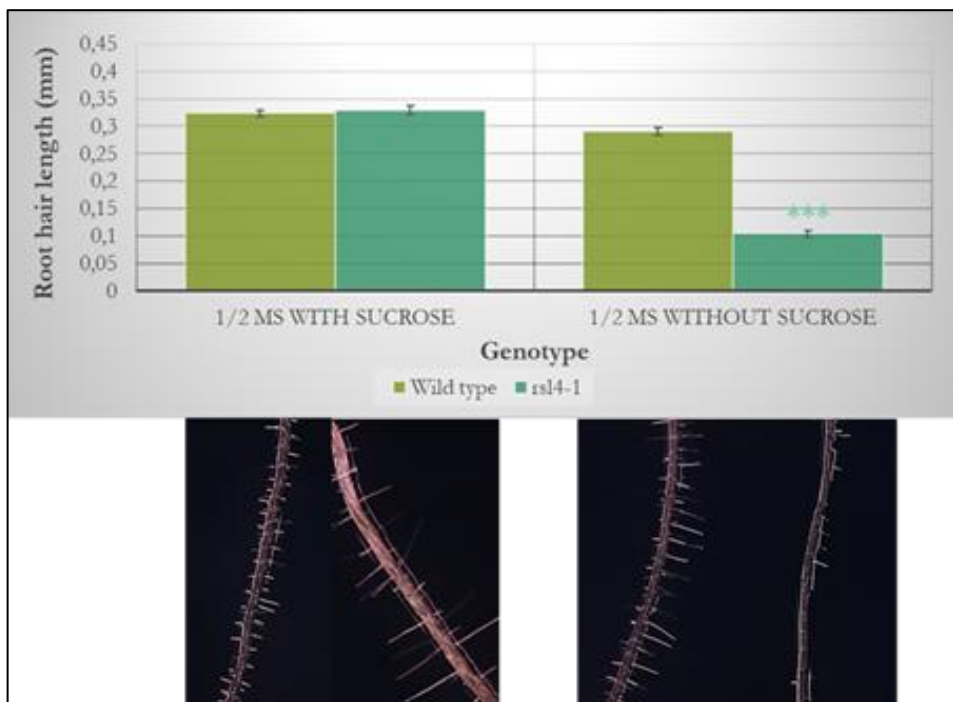 Root hair length (mm)
0,45
0,4
0,35
0,3
0,25
0,2
0,15
0,1
0,05
0
***
1/2 MS WITH SUCROSE
1/2 MS WITHOUT SUCROSE
Genotype
Wild type
rsl4-1